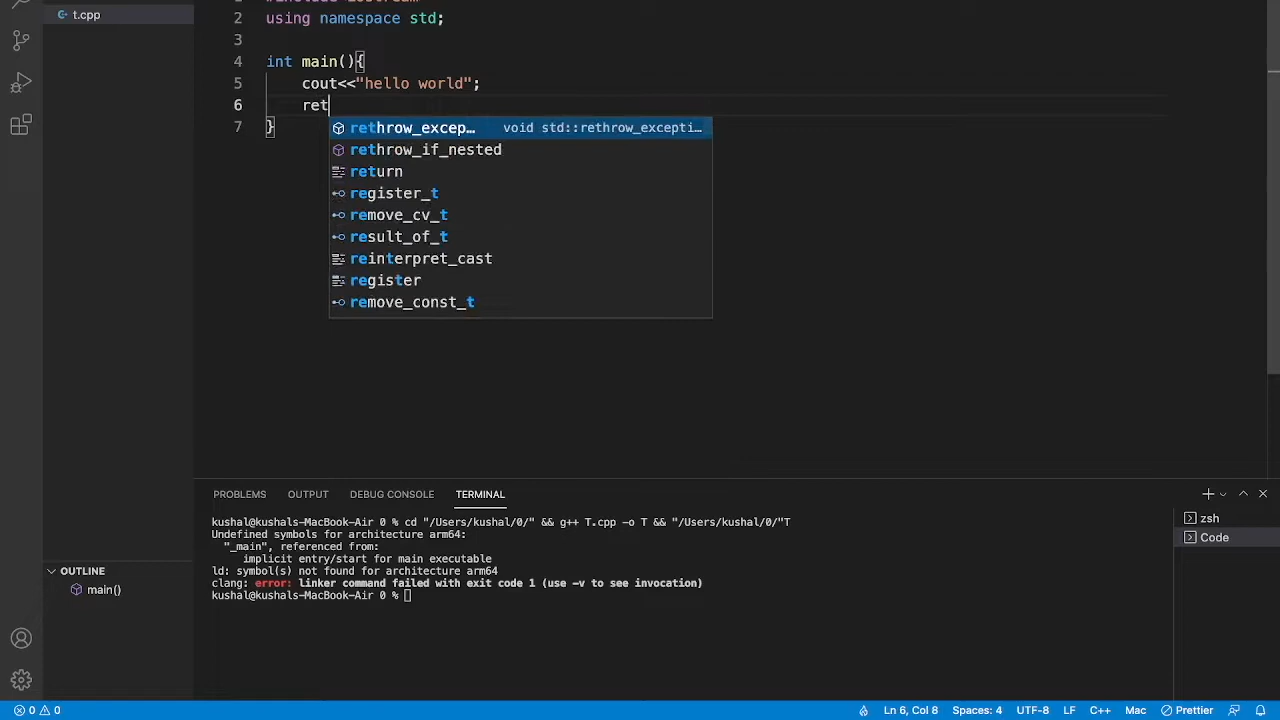 t.cpp
2 using namespace std;
3
4 int main(){
5 cout<<"hello world";
6 ret
7 }
rethrow_excep… void std::rethrow_excepti…
rethrow_if_nested
return
register_t
remove_cv_t
result_of_t
reinterpret_cast
register
remove_const_t
PROBLEMS OUTPUT DEBUG CONSOLE TERMINAL
kushal@kushals-MacBook-Air 0 % cd "/Users/kushal/0/" && g++ T.cpp -o T && "/Users/kushal/0/"T
Undefined symbols for architecture arm64:
"_main", referenced from:
implicit entry/start for main executable
ld: symbol(s) not found for architecture arm64
clang: error: linker command failed with exit code 1 (use -v to see invocation)
kushal@kushals-MacBook-Air 0 %
zsh
Code
OUTLINE
main()
0 0 Ln 6, Col 8 Spaces: 4 UTF-8 LF C++ Mac Prettier